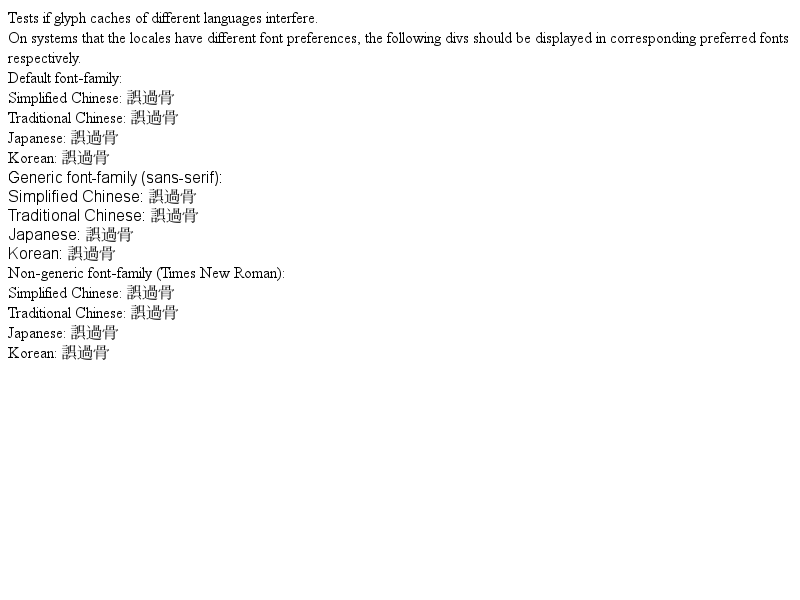 Tests if glyph caches of different languages interfere.
On systems that the locales have different font preferences, the following divs should be displayed in corresponding preferred fonts
respectively.
Default font-family:
Simplified Chinese: 誤過骨
Traditional Chinese: 誤過骨
Japanese: 誤過骨
Korean: 誤過骨
Generic font-family (sans-serif):
Simplified Chinese: 誤過骨
Traditional Chinese: 誤過骨
Japanese: 誤過骨
Korean: 誤過骨
Non-generic font-family (Times New Roman):
Simplified Chinese: 誤過骨
Traditional Chinese: 誤過骨
Japanese: 誤過骨
Korean: 誤過骨